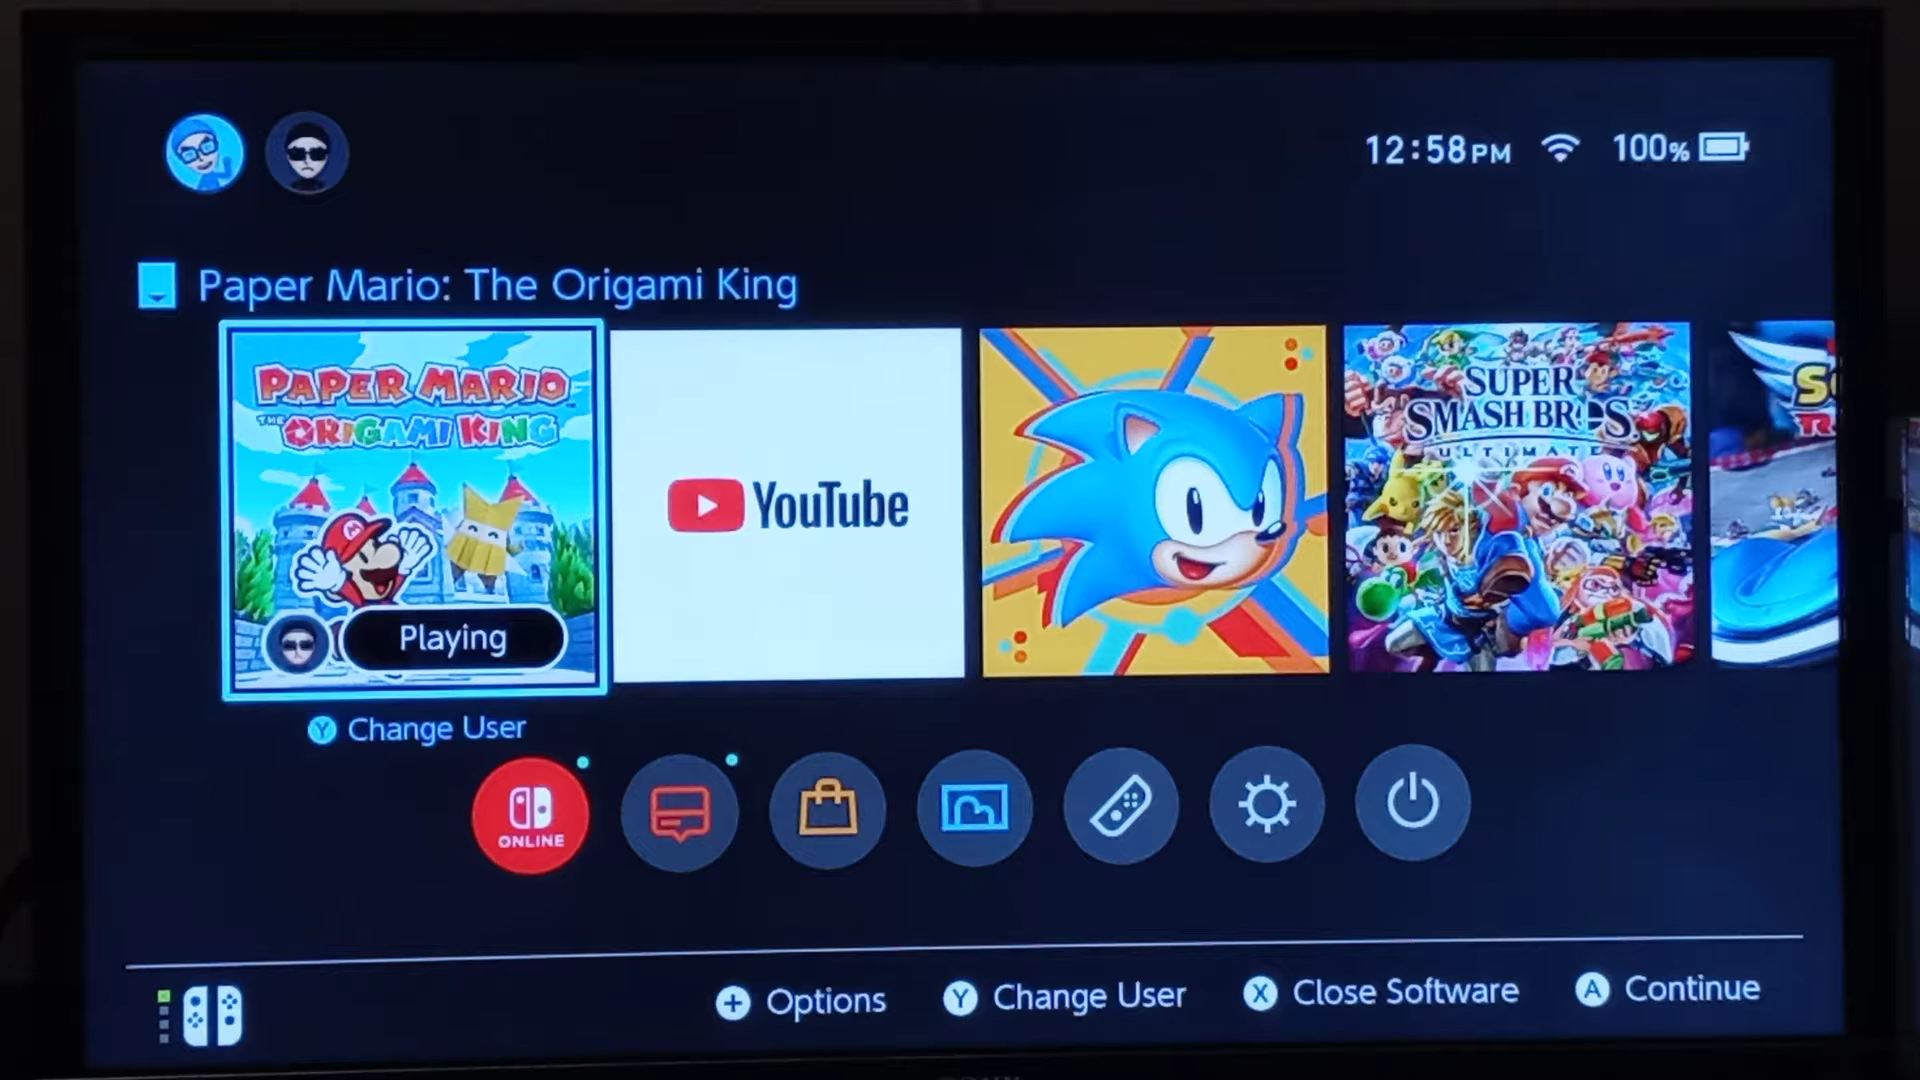 12:58PM 100%
Paper Mario: The Origami King
PAPER MARIO
THE ORIGAMI KING
Playing
YouTube
SUPER
SMASH BROS.
ULTIMATE
Y Change User
ONLINE
+ Options Y Change User X Close Software A Continue